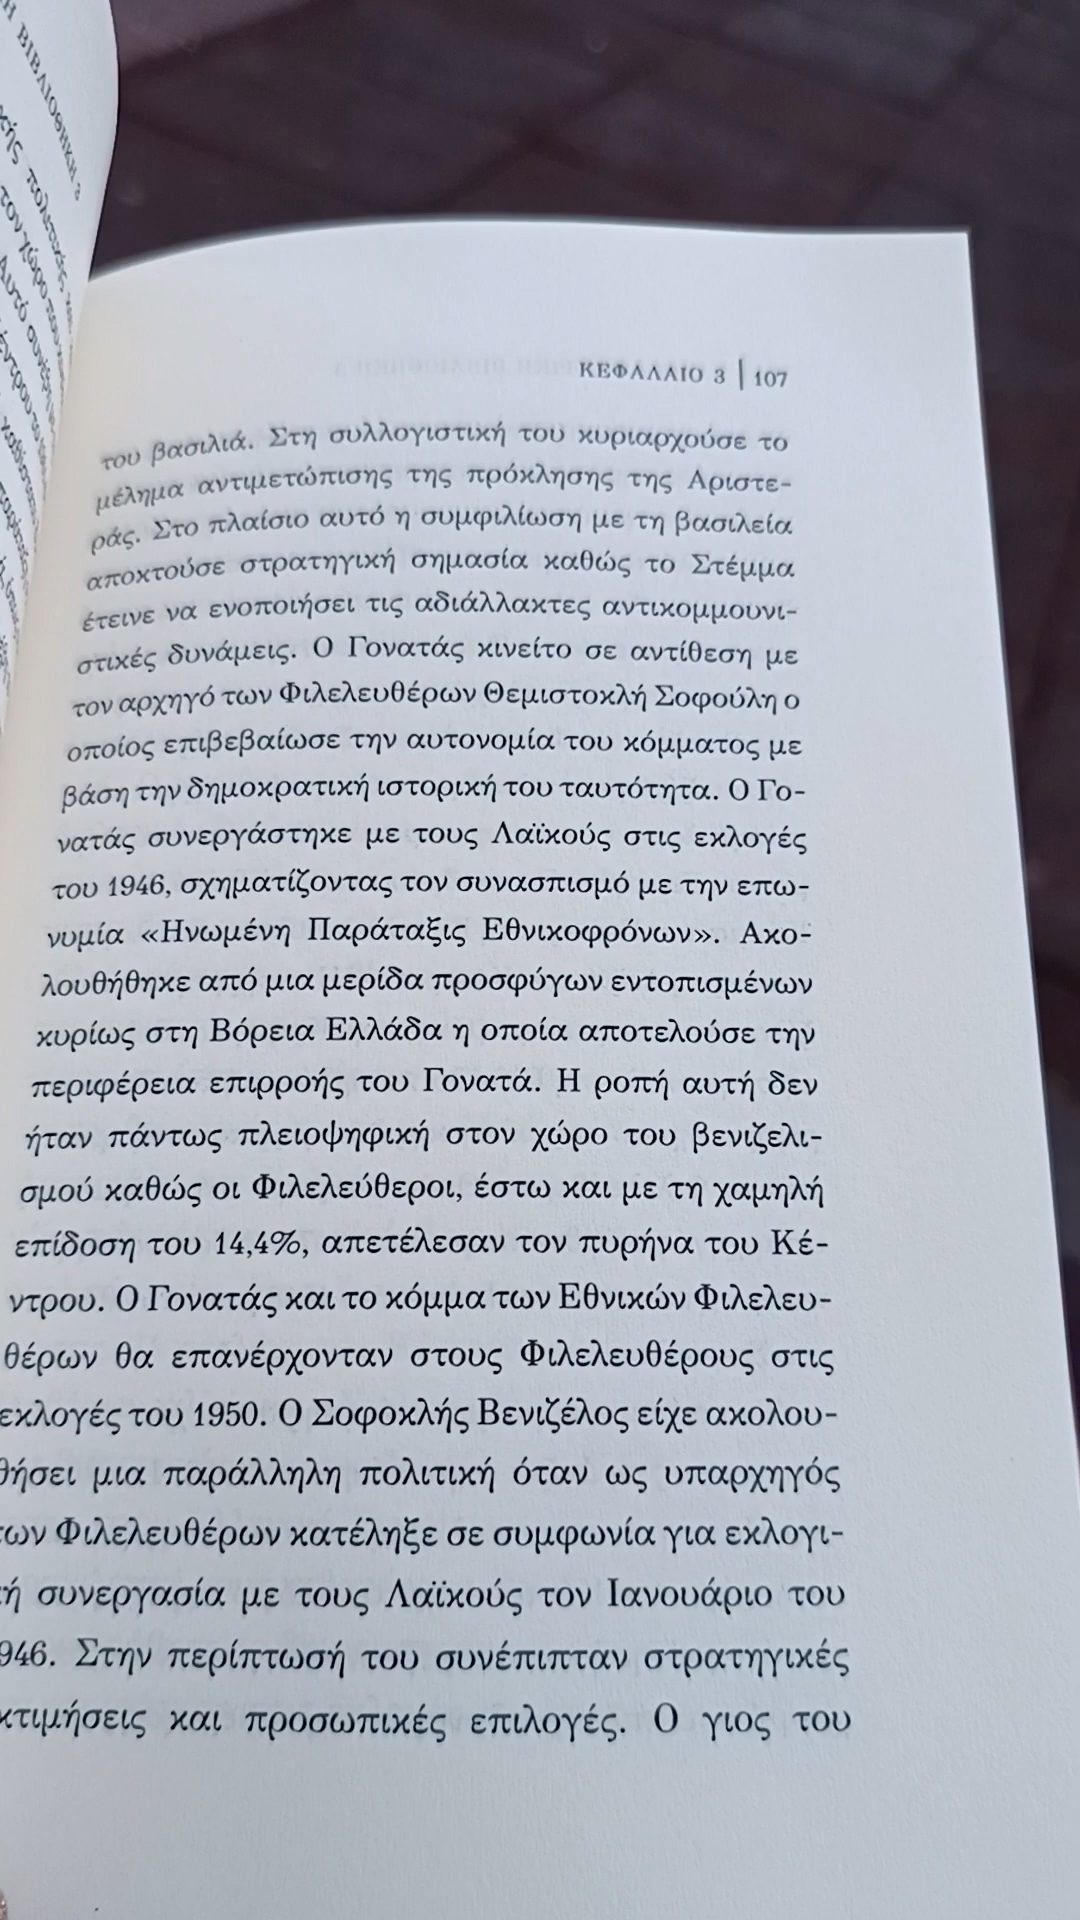 Η ΒΙΒΛΙΟΘΗΚΗ 3
πολιτικής,
τον χώρο του
Αυτό
ΚΕΦΑΛΑΙΟ 3 | 107
του βασιλιά. Στη συλλογιστική του κυριαρχούσε το
μέλημα αντιμετώπισης της πρόκλησης της Αριστε-
ράς. Στο πλαίσιο αυτό η συμφιλίωση με τη βασιλεία
αποκτούσε στρατηγική σημασία καθώς το Στέμμα
έτεινε να ενοποιήσει τις αδιάλλακτες αντικομμουνι-
στικές δυνάμεις. Ο Γονατάς κινείτο σε αντίθεση με
τον αρχηγό των Φιλελευθέρων Θεμιστοκλή Σοφούλη ο
οποίος επιβεβαίωσε την αυτονομία του κόμματος με
βάση την δημοκρατική ιστορική του ταυτότητα. Ο Γο-
νατάς συνεργάστηκε με τους Λαϊκούς στις εκλογές
του 1946, σχηματίζοντας τον συνασπισμό με την επω-
νυμία «Ηνωμένη Παράταξις Εθνικοφρόνων». Ακο-
λουθήθηκε από μια μερίδα προσφύγων εντοπισμένων
κυρίως στη Βόρεια Ελλάδα η οποία αποτελούσε την
περιφέρεια επιρροής του Γονατά. Η ροπή αυτή δεν
ήταν πάντως πλειοψηφική στον χώρο του βενιζελι-
σμού καθώς οι Φιλελεύθεροι, έστω και με τη χαμηλή
επίδοση του 14,4%, απετέλεσαν τον πυρήνα του Κέ-
ντρου. Ο Γονατάς και το κόμμα των Εθνικών Φιλελευ-
θέρων θα επανέρχονταν στους Φιλελευθέρους στις
εκλογές του 1950. Ο Σοφοκλής Βενιζέλος είχε ακολου-
θήσει μια παράλληλη πολιτική όταν ως υπαρχηγός
των Φιλελευθέρων κατέληξε σε συμφωνία για εκλογι-
κή συνεργασία με τους Λαϊκούς τον Ιανουάριο του
946. Στην περίπτωσή του συνέπιπταν στρατηγικές
κτιμήσεις και προσωπικές επιλογές. Ο γιος του